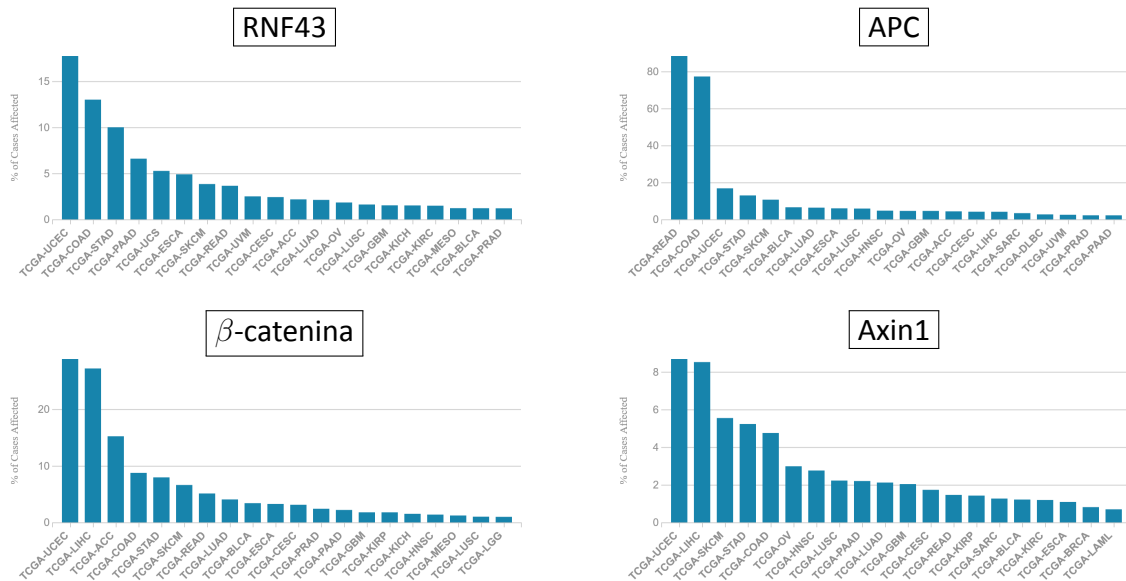 RNF43
% of Cases Affected
15
10
5
0
TCGA-UCEC
TCGA-COAD
TCGA-STAD
TCGA-PAAD
TCGA-UCS
TCGA-ESCA
TCGA-SKCM
TCGA-READ
TCGA-UVM
TCGA-CESC
TCGA-ACC
TCGA-LUAD
TCGA-OV
TCGA-LUSC
TCGA-GBM
TCGA-KICH
TCGA-KIRC
TCGA-MESO
TCGA-BLCA
TCGA-PRAD
APC
% of Cases Affected
80
60
40
20
0
TCGA-READ
TCGA-COAD
TCGA-UCEC
TCGA-STAD
TCGA-SKCM
TCGA-BLCA
TCGA-LUAD
TCGA-ESCA
TCGA-LUSC
TCGA-HNSC
TCGA-OV
TCGA-GBM
TCGA-ACC
TCGA-CESC
TCGA-LIHC
TCGA-SARC
TCGA-DLBC
TCGA-UVM
TCGA-PRAD
TCGA-PAAD
β-catenina
% of Cases Affected
20
10
0
TCGA-UCEC
TCGA-LIHC
TCGA-ACC
TCGA-COAD
TCGA-STAD
TCGA-SKCM
TCGA-READ
TCGA-LUAD
TCGA-BLCA
TCGA-ESCA
TCGA-CESC
TCGA-PRAD
TCGA-PAAD
TCGA-GBM
TCGA-KIRP
TCGA-KICH
TCGA-HNSC
TCGA-MESO
TCGA-LUSC
TCGA-LGG
Axin1
% of Cases Affected
8
6
4
2
0
TCGA-UCEC
TCGA-LIHC
TCGA-SKCM
TCGA-STAD
TCGA-COAD
TCGA-OV
TCGA-HNSC
TCGA-LUSC
TCGA-PAAD
TCGA-LUAD
TCGA-GBM
TCGA-CESC
TCGA-READ
TCGA-KIRP
TCGA-SARC
TCGA-BLCA
TCGA-KIRC
TCGA-ESCA
TCGA-BRCA
TCGA-LAML